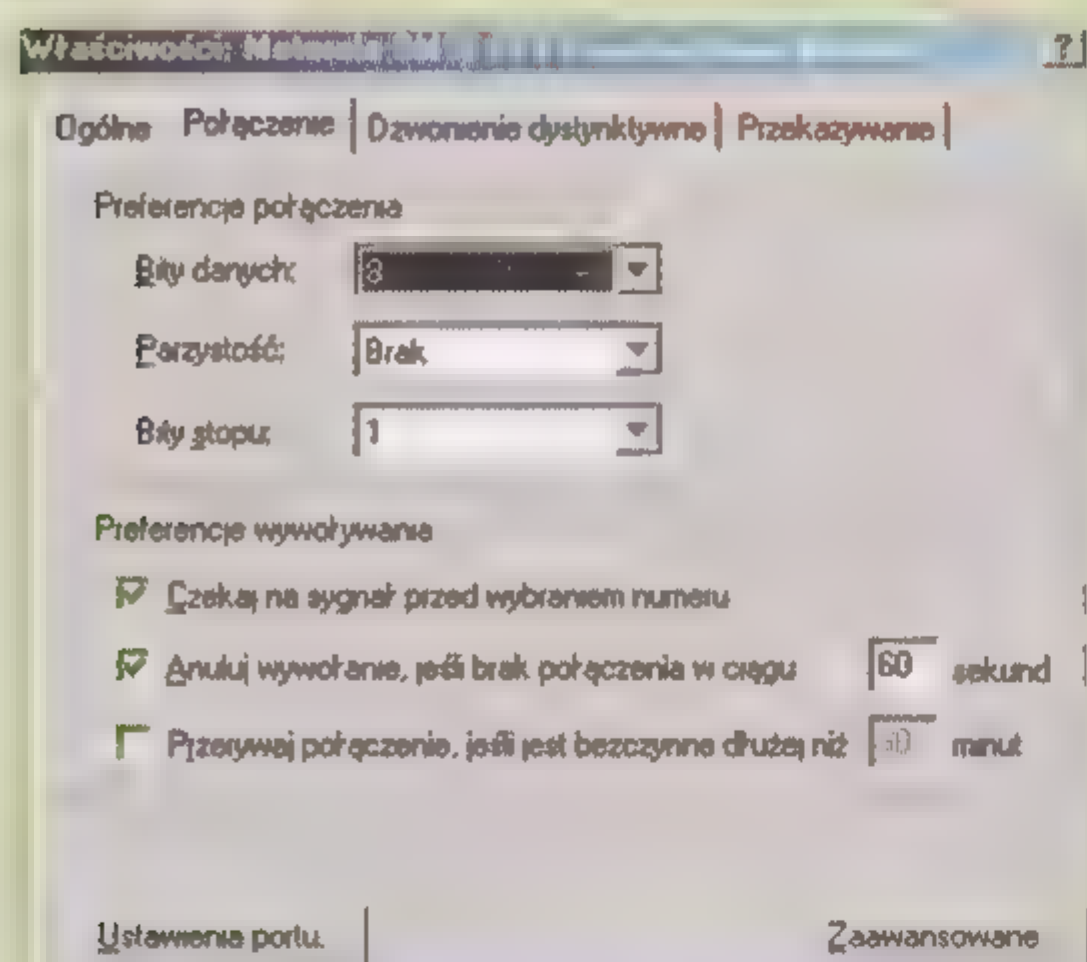 Właściwości:
?
Ogólne Połączenie Dzwonienie dystynktywne Przekazywanie
Preferencje połączenia
Bity danych: 8
Parzystość: Brak
Bity stopu: 1
Preferencje wywoływania
Czekaj na sygnał przed wybraniem numeru
Anuluj wywołanie, jeśli brak połączenia w ciągu 60 sekund
Przerywaj połączenie, jeśli jest bezczynne dłużej niż minut
Ustawienia portu. Zaawansowane